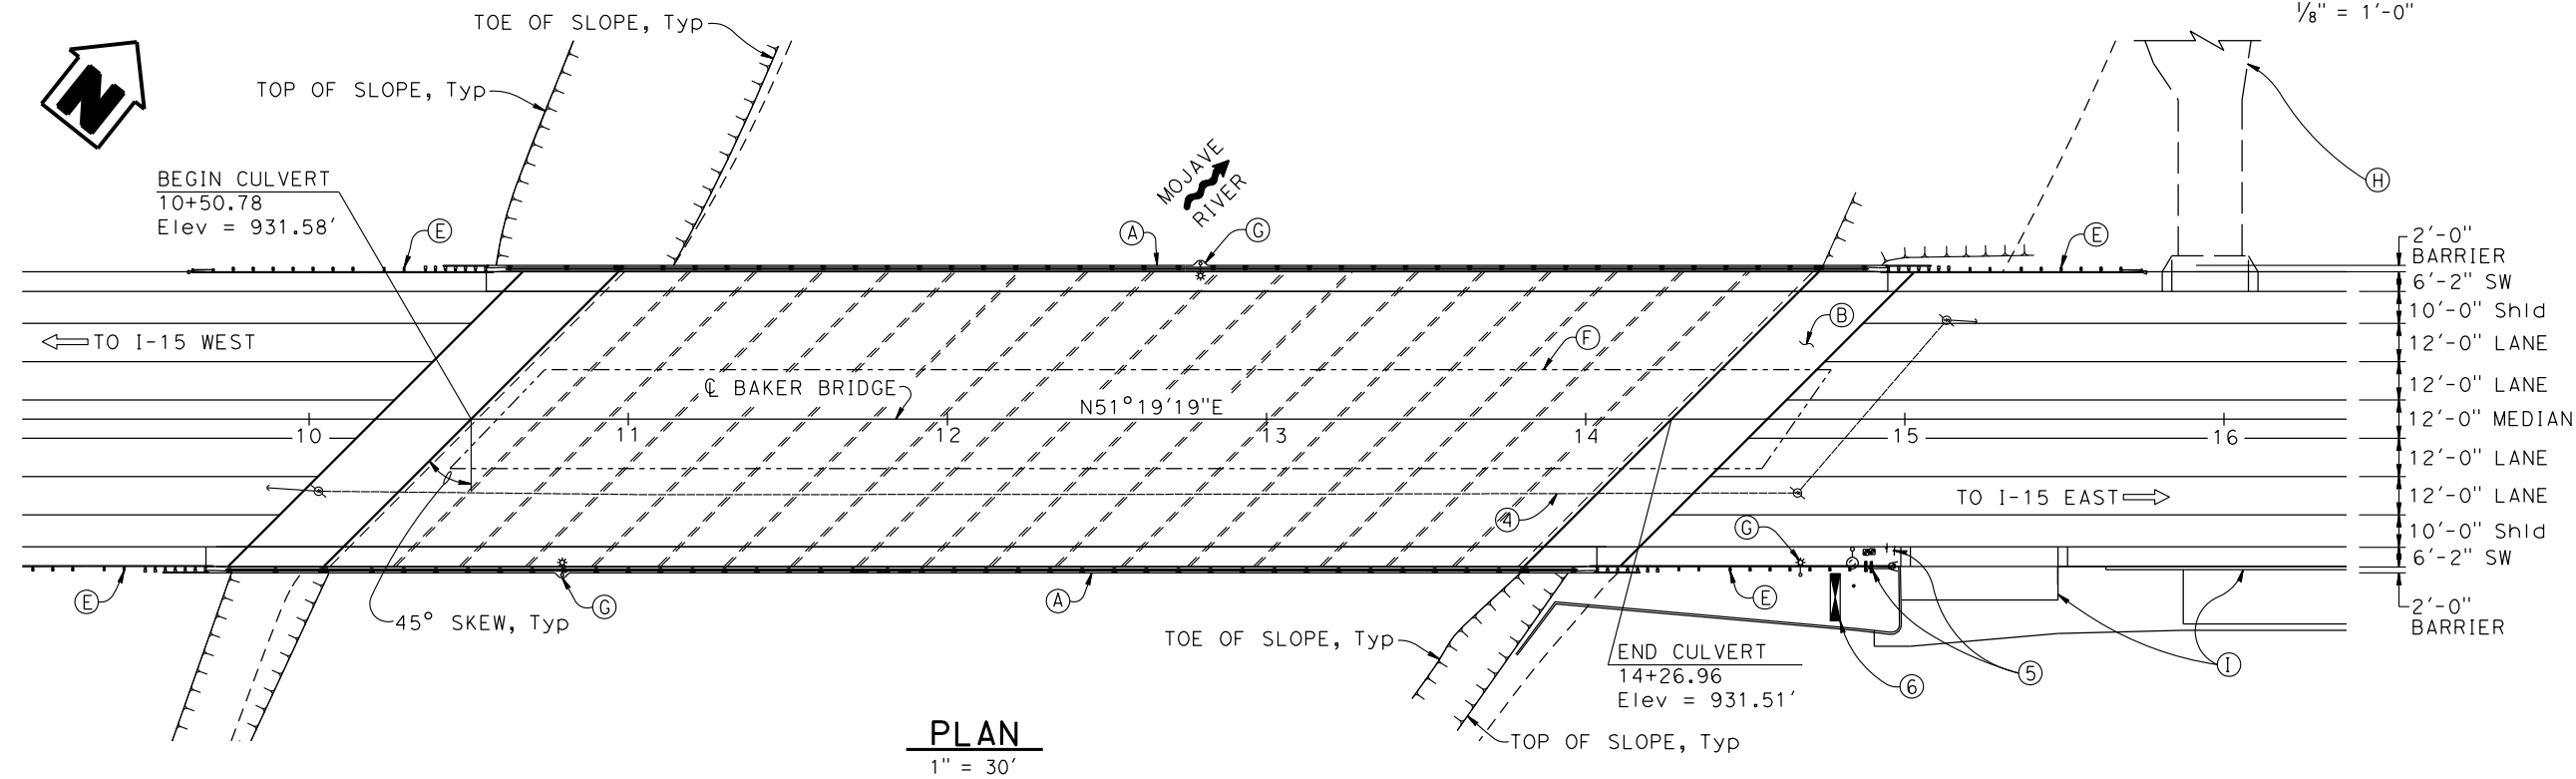 1/8" = 1'-0"
TOE OF SLOPE, Typ
TOP OF SLOPE, Typ
N
BEGIN CULVERT
10+50.78
Elev = 931.58'
MOJAVE
RIVER
E
A
G
E
H
2'-0"
BARRIER
6'-2" SW
10'-0" Shld
12'-0" LANE
12'-0" LANE
12'-0" MEDIAN
12'-0" LANE
12'-0" LANE
10'-0" Shld
6'-2" SW
2'-0"
BARRIER
TO I-15 WEST
B
F
℄ BAKER BRIDGE
N51°19'19"E
10
11
12
13
14
15
16
TO I-15 EAST
4
G
E
G
A
E
45° SKEW, Typ
TOE OF SLOPE, Typ
END CULVERT
14+26.96
Elev = 931.51'
5
6
I
TOP OF SLOPE, Typ
PLAN
1" = 30'